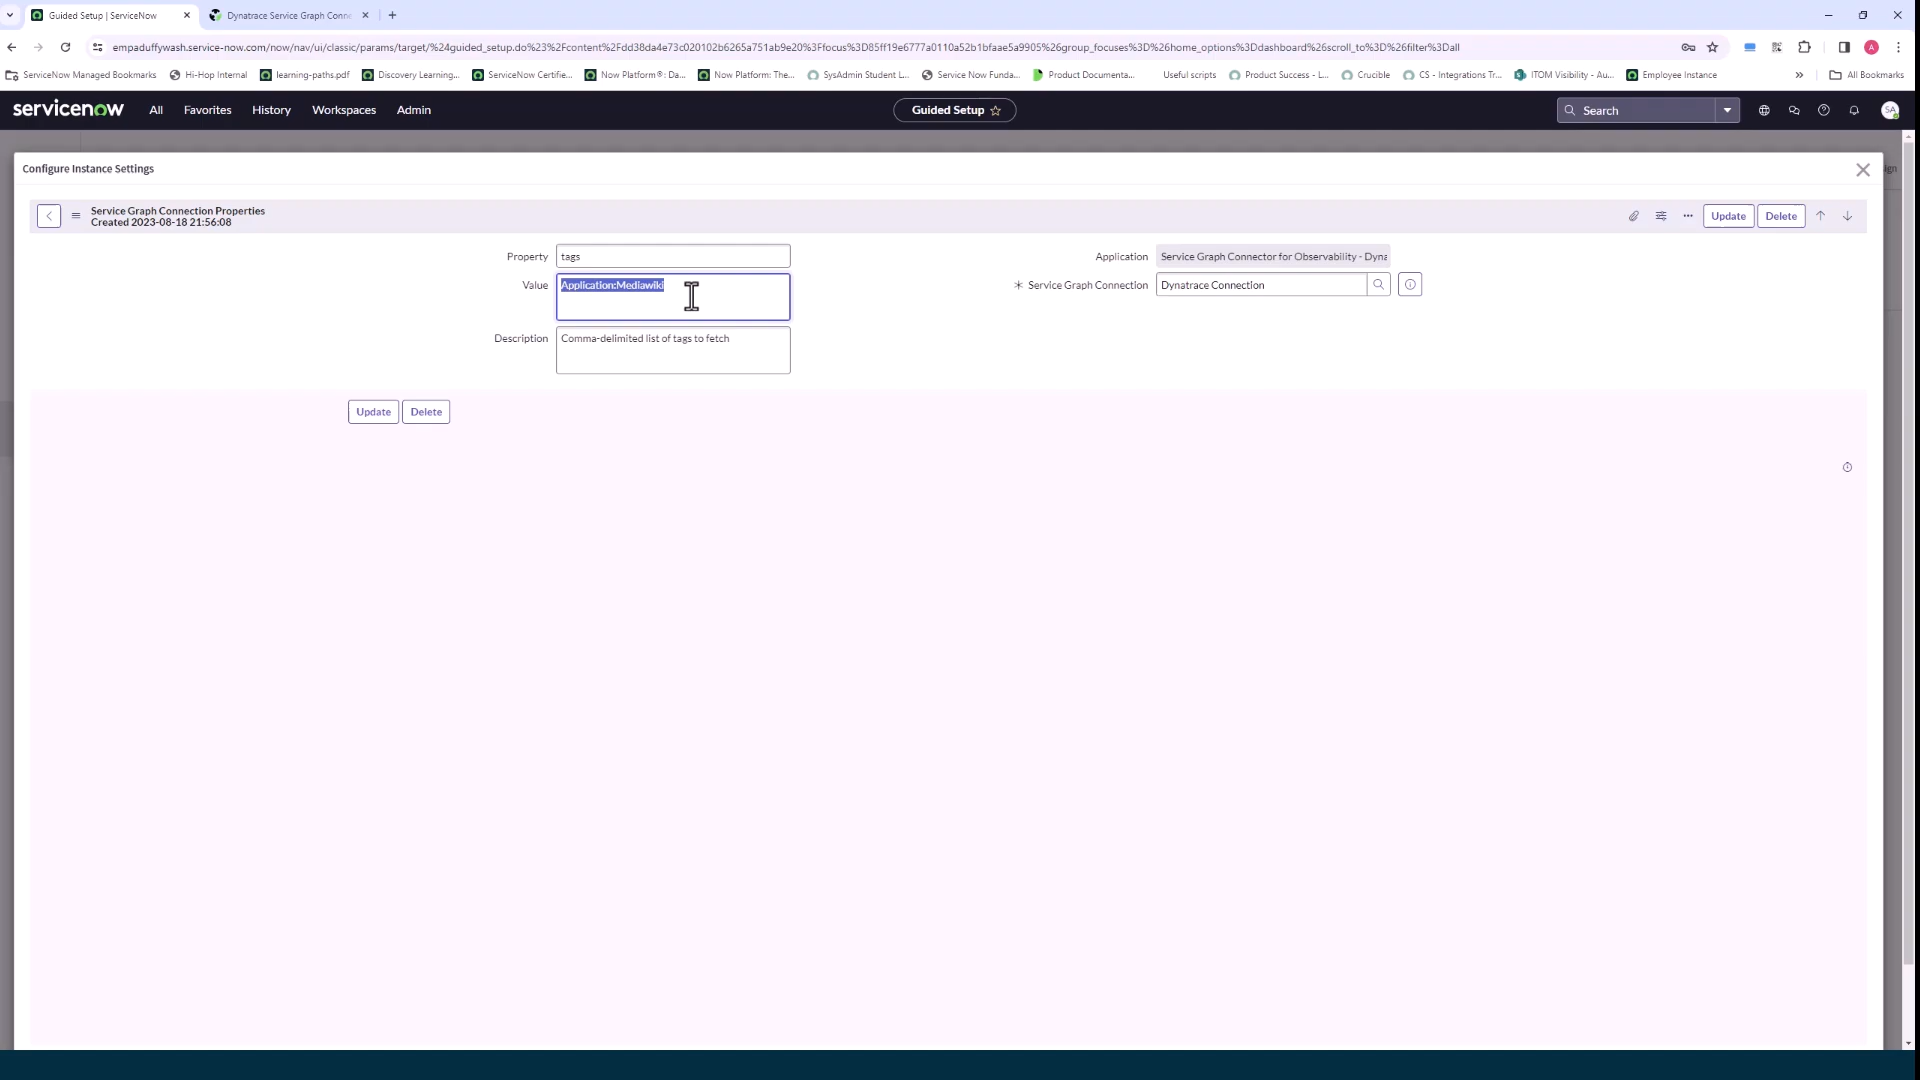 Guided Setup | ServiceNow
Dynatrace Service Graph Conne
empaduffywash.service-now.com/now/nav/ui/classic/params/target/%24guided_setup.do%23%2Fcontent%2Fdd38da4e73c020102b6265a751ab9e20%3Ffocus%3D85ff19e6777a0110a52b1bfaae5a9905%26group_focuses%3D%26home_options%3Ddashboard%26scroll_to%3D%26filter%3Dall
ServiceNow Managed Bookmarks
Hi-Hop Internal
learning-paths.pdf
Discovery Learning...
ServiceNow Certifie...
Now Platform®: Da...
Now Platform: The...
SysAdmin Student L...
Service Now Funda...
Product Documenta...
Useful scripts
Product Success - L...
Crucible
CS - Integrations Tr...
ITOM Visibility - Au...
Employee Instance
All Bookmarks
servicenow
All
Favorites
History
Workspaces
Admin
Guided Setup
Search
SA
Configure Instance Settings
Service Graph Connection Properties
Created 2023-08-18 21:56:08
Update
Delete
Property
tags
Application
Service Graph Connector for Observability - Dyna
Value
Application:Mediawiki
Service Graph Connection
Dynatrace Connection
Description
Comma-delimited list of tags to fetch
Update
Delete